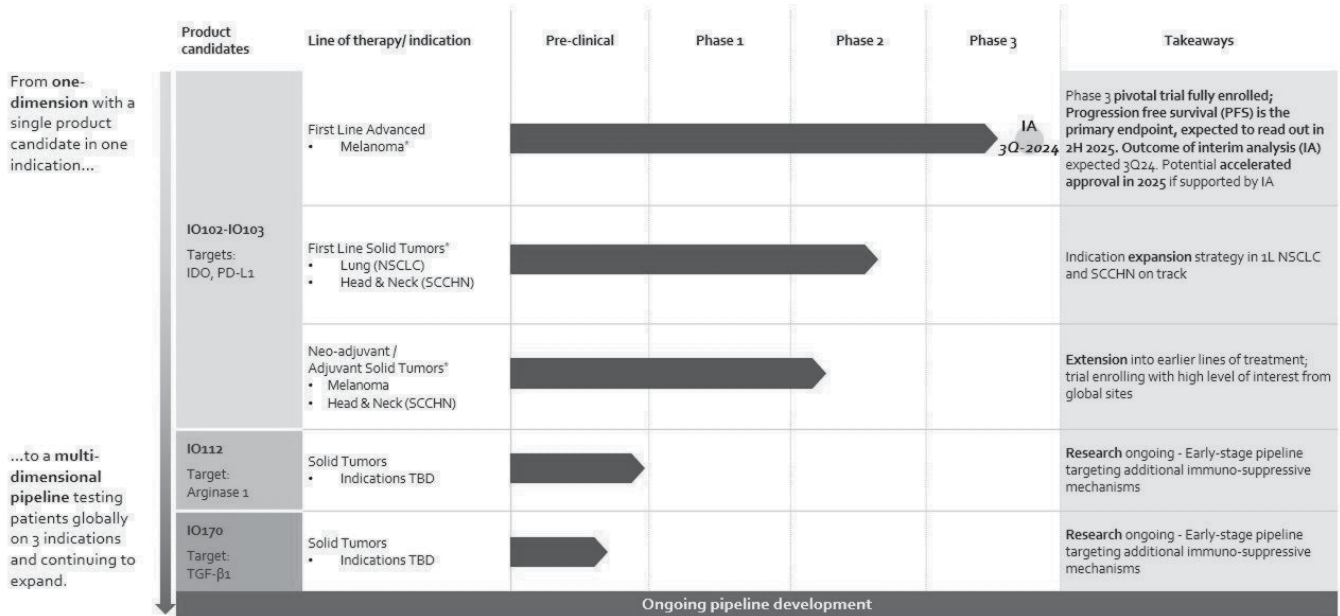 Product candidates
Line of therapy/ indication
Pre-clinical
Phase 1
Phase 2
Phase 3
Takeaways
From one-
dimension with a
single product
candidate in one
indication...
...to a multi-
dimensional
pipeline testing
patients globally
on 3 indications
and continuing to
expand.
IO102-IO103
Targets:
IDO, PD-L1
First Line Advanced
• Melanoma*
IA
3Q-2024
Phase 3 pivotal trial fully enrolled;
Progression free survival (PFS) is the
primary endpoint, expected to read out in
2H 2025. Outcome of interim analysis (IA)
expected 3Q24. Potential accelerated
approval in 2025 if supported by IA
First Line Solid Tumors*
• Lung (NSCLC)
• Head & Neck (SCCHN)
Indication expansion strategy in 1L NSCLC
and SCCHN on track
Neo-adjuvant /
Adjuvant Solid Tumors*
• Melanoma
• Head & Neck (SCCHN)
Extension into earlier lines of treatment;
trial enrolling with high level of interest from
global sites
IO112
Target:
Arginase 1
Solid Tumors
• Indications TBD
Research ongoing - Early-stage pipeline
targeting additional immuno-suppressive
mechanisms
IO170
Target:
TGF-β1
Solid Tumors
• Indications TBD
Research ongoing - Early-stage pipeline
targeting additional immuno-suppressive
mechanisms
Ongoing pipeline development